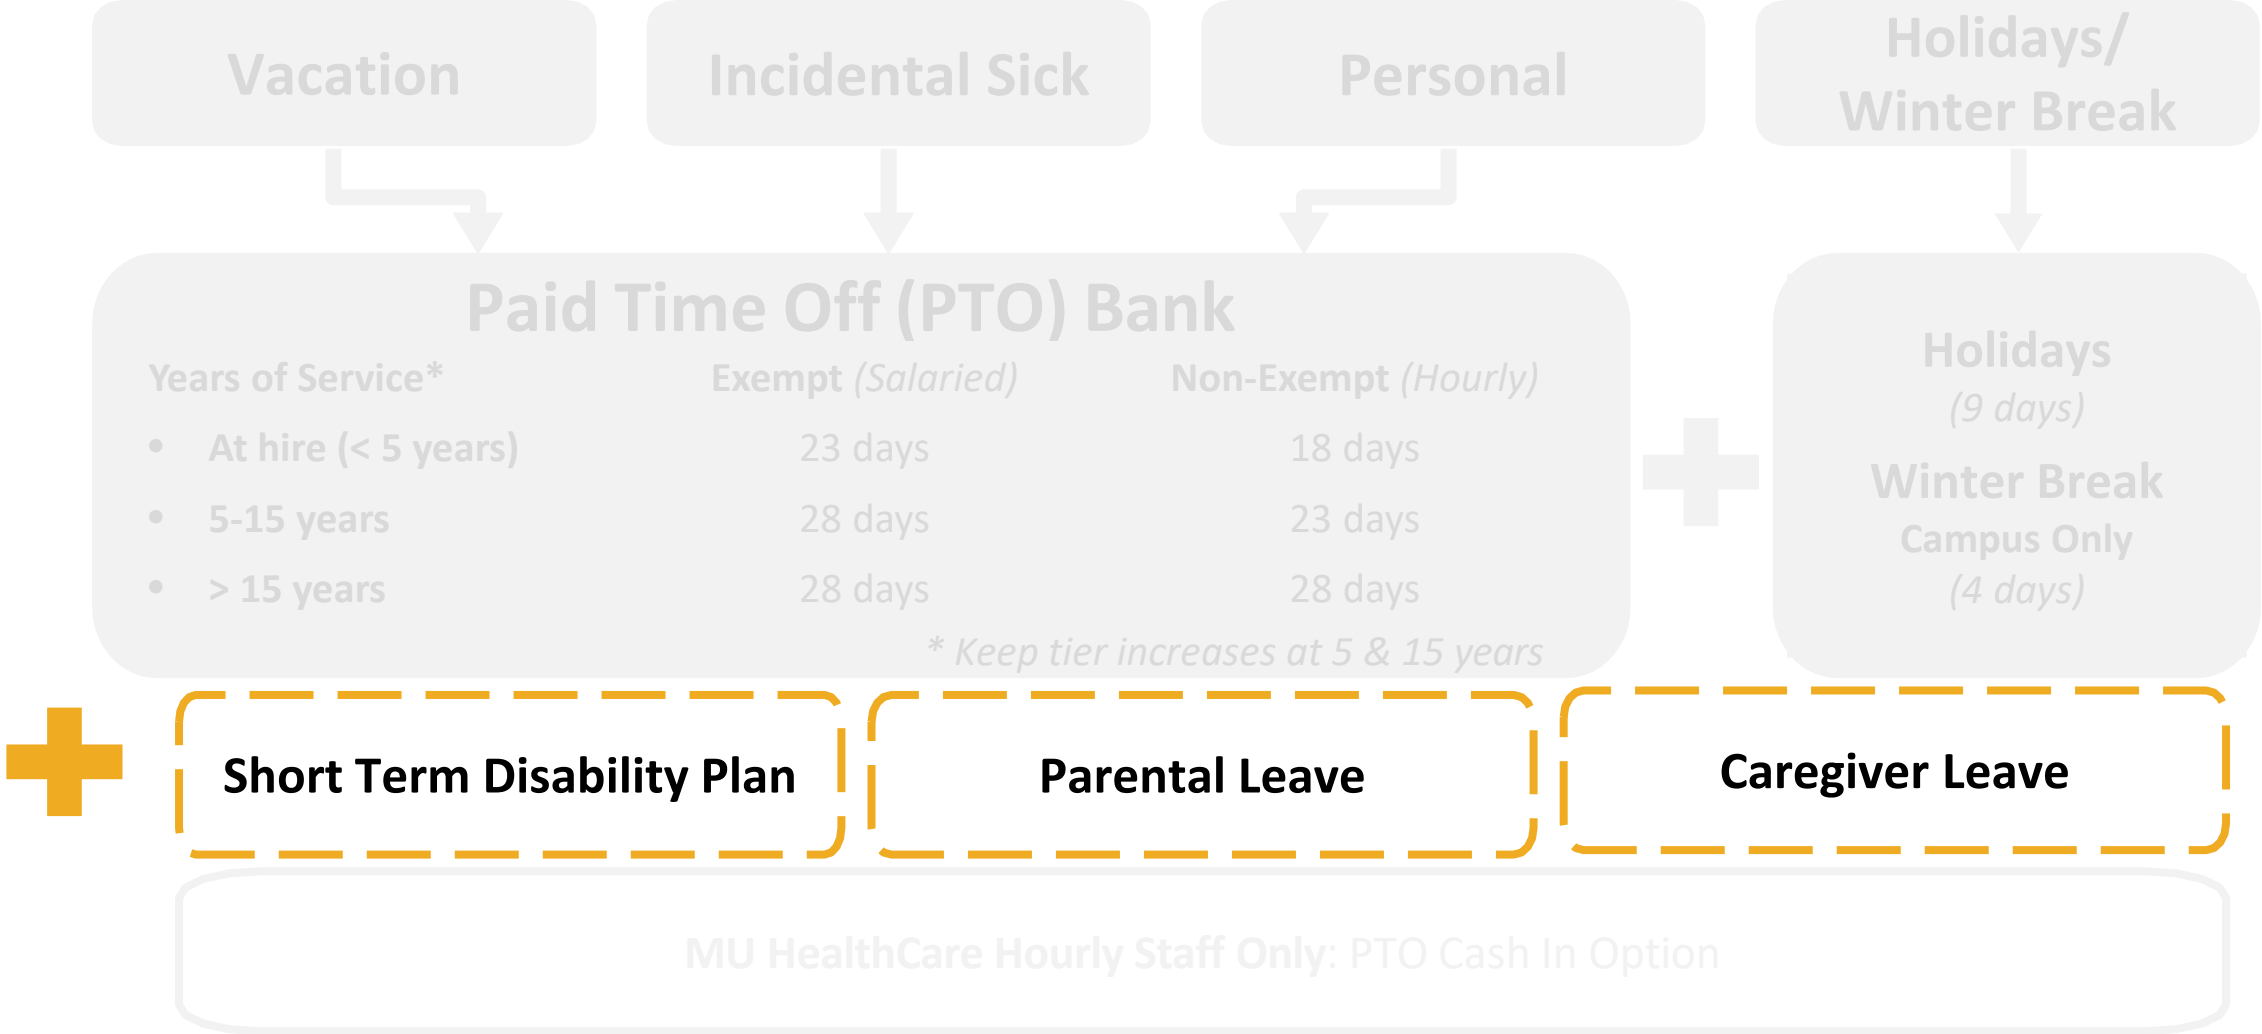 Vacation
Incidental Sick
Personal
Holidays/
Winter Break
Paid Time Off (PTO) Bank
Years of Service* Exempt (Salaried) Non-Exempt (Hourly)
• At hire (< 5 years) 23 days 18 days
• 5-15 years 28 days 23 days
• > 15 years 28 days 28 days
* Keep tier increases at 5 & 15 years
Holidays
(9 days)
Winter Break
Campus Only
(4 days)
Short Term Disability Plan
Parental Leave
Caregiver Leave
MU HealthCare Hourly Staff Only: PTO Cash In Option